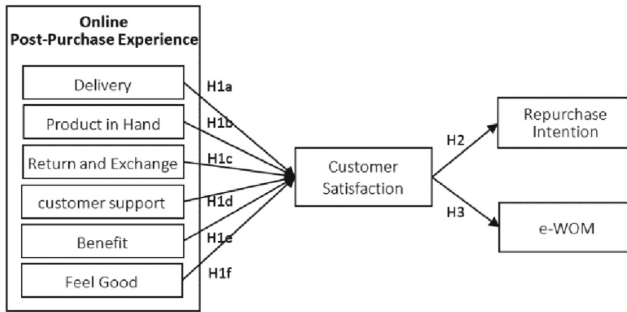 Online
Post-Purchase Experience
Delivery
H1a
Product in Hand
H1b
Return and Exchange
H1c
customer support
H1d
Benefit
H1e
Feel Good
H1f
Customer
Satisfaction
H2
H3
Repurchase
Intention
e-WOM